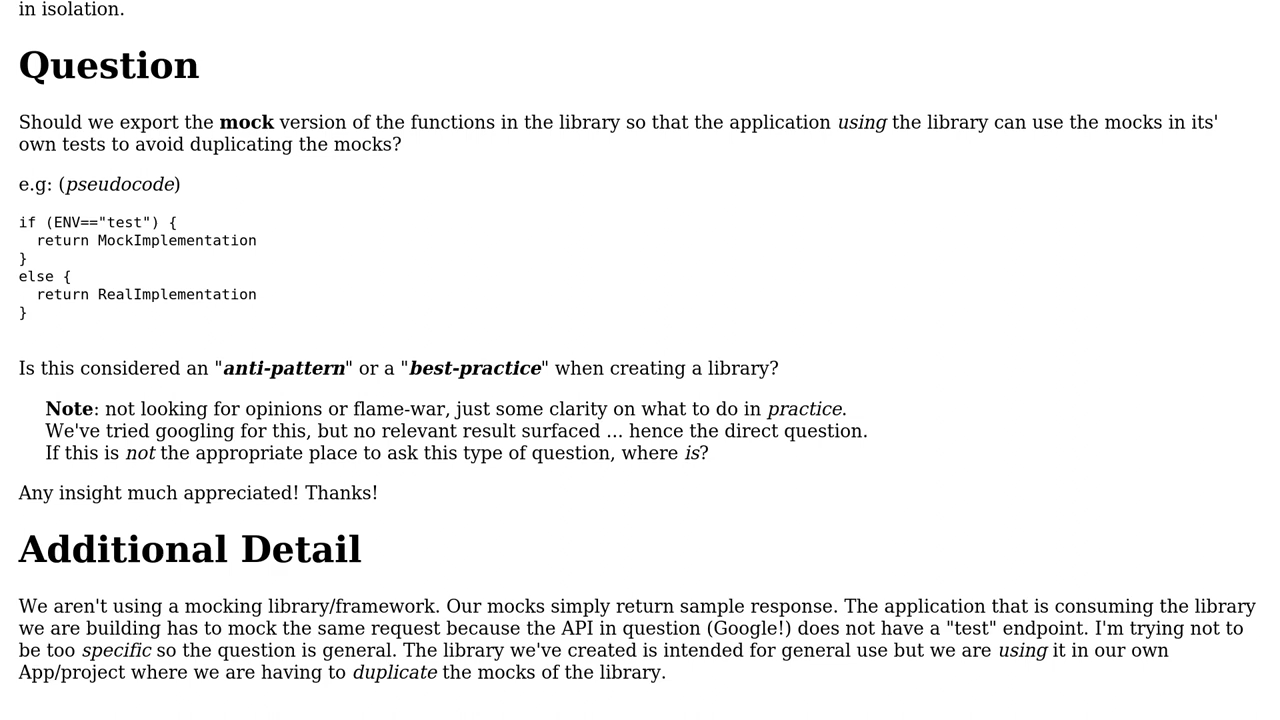 in isolation.
Question
Should we export the mock version of the functions in the library so that the application using the library can use the mocks in its'
own tests to avoid duplicating the mocks?
e.g: (pseudocode)
if (ENV=="test") {
  return MockImplementation
}
else {
  return RealImplementation
}
Is this considered an "anti-pattern" or a "best-practice" when creating a library?
Note: not looking for opinions or flame-war, just some clarity on what to do in practice.
We've tried googling for this, but no relevant result surfaced ... hence the direct question.
If this is not the appropriate place to ask this type of question, where is?
Any insight much appreciated! Thanks!
Additional Detail
We aren't using a mocking library/framework. Our mocks simply return sample response. The application that is consuming the library
we are building has to mock the same request because the API in question (Google!) does not have a "test" endpoint. I'm trying not to
be too specific so the question is general. The library we've created is intended for general use but we are using it in our own
App/project where we are having to duplicate the mocks of the library.